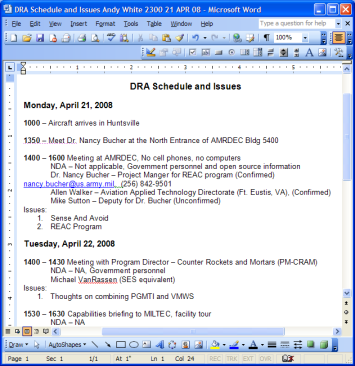 DRA Schedule and Issues Andy White 2300 21 APR 08 - Microsoft Word
File Edit View Insert Format Tools Table Window Help Type a question for help
100%
DRA Schedule and Issues
Monday, April 21, 2008
1000 – Aircraft arrives in Huntsville
1350 – Meet Dr. Nancy Bucher at the North Entrance of AMRDEC Bldg 5400
1400 – 1600 Meeting at AMRDEC, No cell phones, no computers
NDA – Not applicable, Government personnel and open source information
Dr. Nancy Bucher – Project Manger for REAC program (Confirmed)
nancy.bucher@us.army.mil, (256) 842-9501
Allen Walker – Aviation Applied Technology Directorate (Ft. Eustis, VA), (Confirmed)
Mike Sutton – Deputy for Dr. Bucher (Unconfirmed)
Issues:
1. Sense And Avoid
2. REAC Program
Tuesday, April 22, 2008
1400 – 1430 Meeting with Program Director – Counter Rockets and Mortars (PM-CRAM)
NDA – NA, Government personnel
Michael VanRassen (SES equivalent)
Issues:
1. Thoughts on combining PGMTI and VMWS
1530 – 1630 Capabilities briefing to MILTEC, facility tour
NDA – NA
Draw AutoShapes
Page 1 Sec 1 1/1 At 1" Ln 1 Col 24 REC TRK EXT OVR